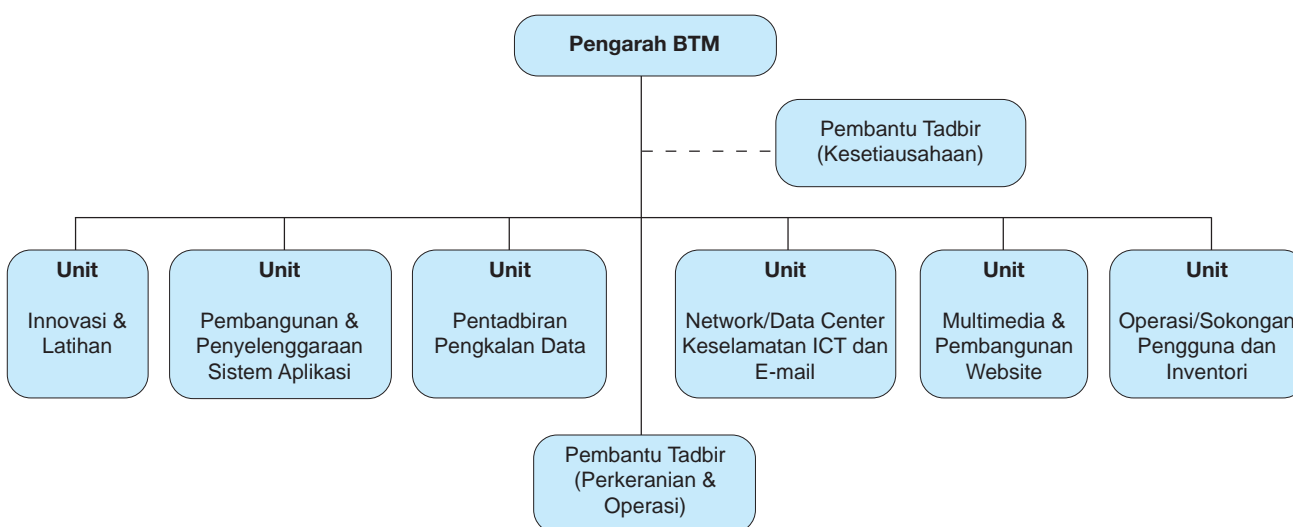 Pengarah BTM
Pembantu Tadbir
(Kesetiausahaan)
Unit
Innovasi &
Latihan
Unit
Pembangunan &
Penyelenggaraan
Sistem Aplikasi
Unit
Pentadbiran
Pengkalan Data
Unit
Network/Data Center
Keselamatan ICT dan
E-mail
Unit
Multimedia &
Pembangunan
Website
Unit
Operasi/Sokongan
Pengguna dan
Inventori
Pembantu Tadbir
(Perkeranian &
Operasi)